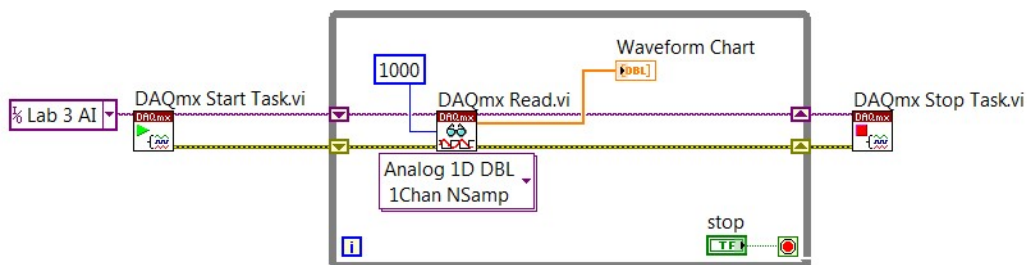 Waveform Chart
1000
% Lab 3 AI
DAQmx Start Task.vi
DAQmx Read.vi
DAQmx Stop Task.vi
DAQmx
DAQmx
DAQmx
[DBL]
Analog 1D DBL
1Chan NSamp
stop
TF
i